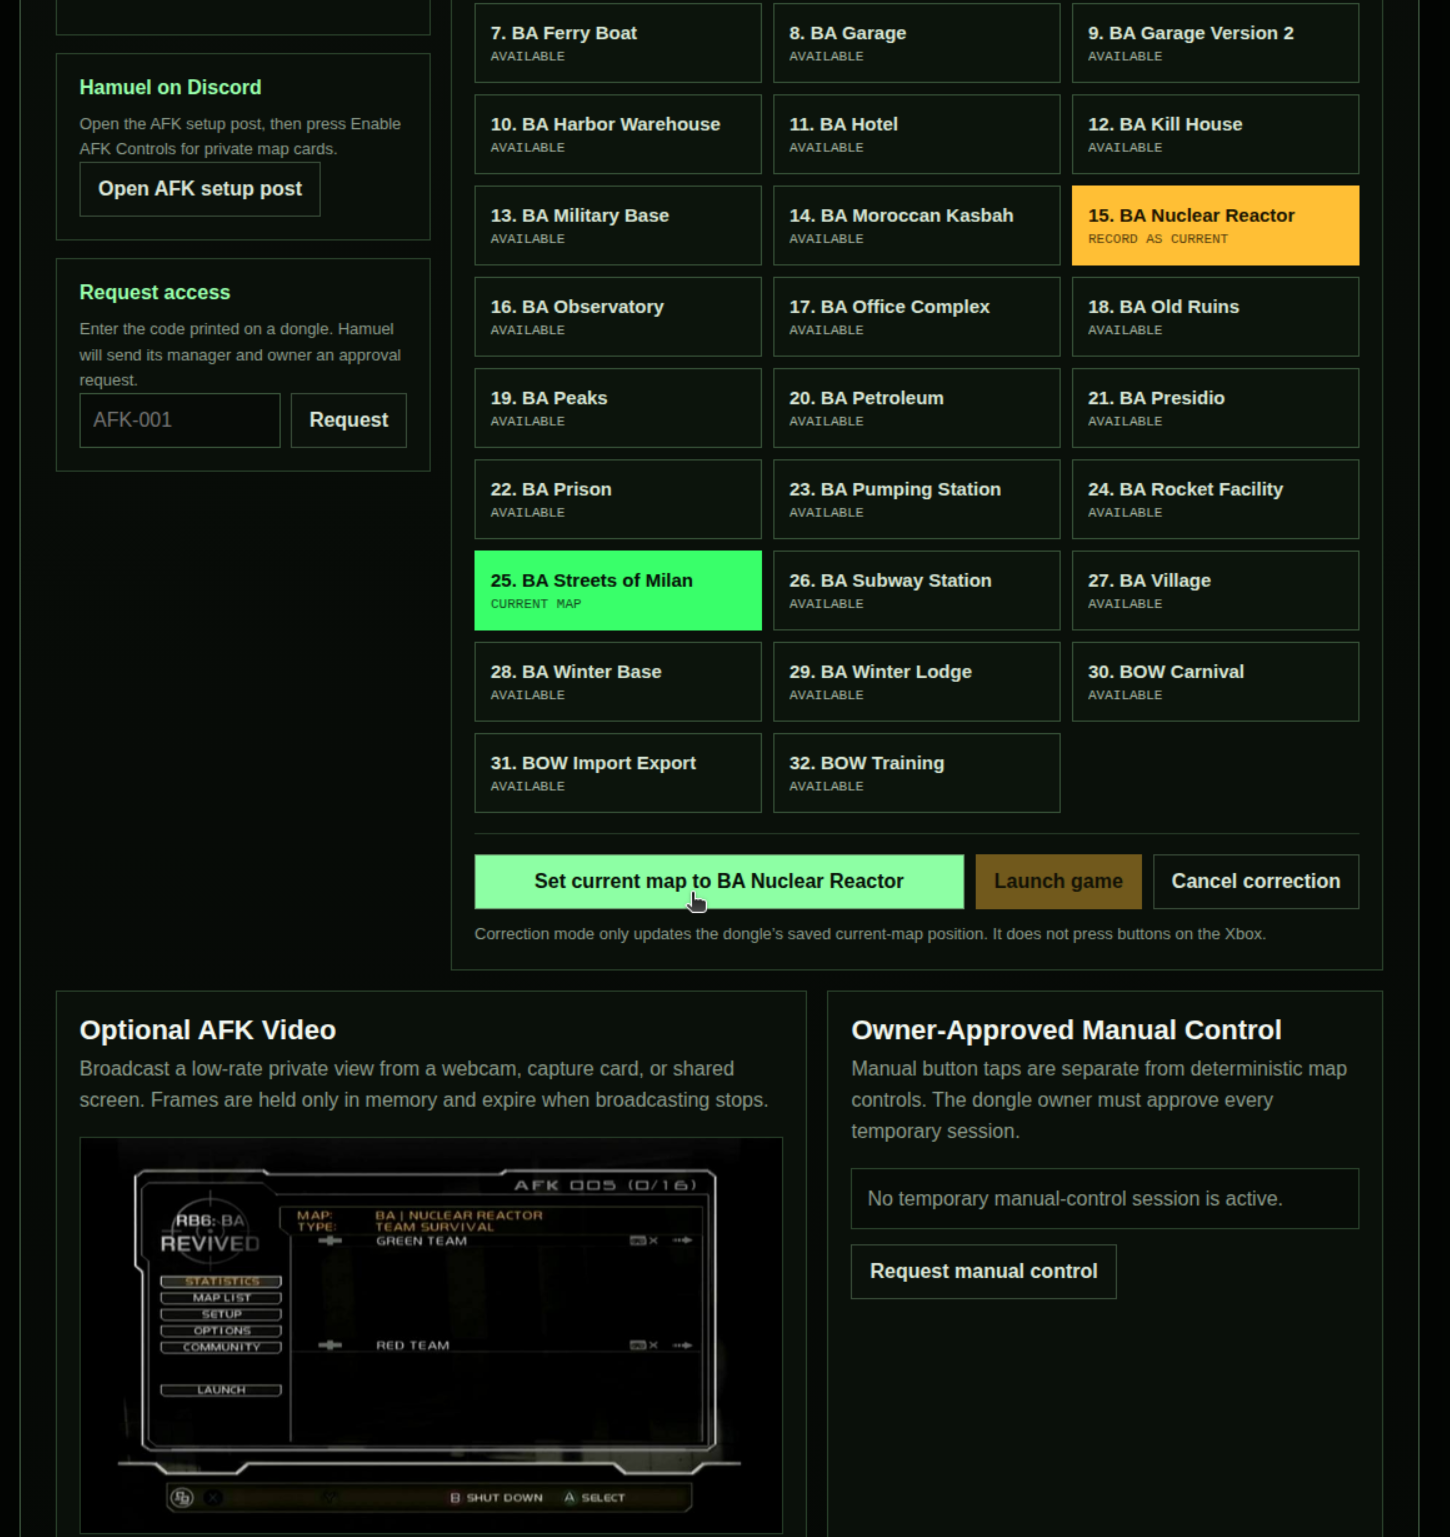 Hamuel on Discord
Open the AFK setup post, then press Enable
AFK Controls for private map cards.
Open AFK setup post
Request access
Enter the code printed on a dongle. Hamuel
will send its manager and owner an approval
request.
AFK-001
Request
7. BA Ferry Boat
AVAILABLE
8. BA Garage
AVAILABLE
9. BA Garage Version 2
AVAILABLE
10. BA Harbor Warehouse
AVAILABLE
11. BA Hotel
AVAILABLE
12. BA Kill House
AVAILABLE
13. BA Military Base
AVAILABLE
14. BA Moroccan Kasbah
AVAILABLE
15. BA Nuclear Reactor
RECORD AS CURRENT
16. BA Observatory
AVAILABLE
17. BA Office Complex
AVAILABLE
18. BA Old Ruins
AVAILABLE
19. BA Peaks
AVAILABLE
20. BA Petroleum
AVAILABLE
21. BA Presidio
AVAILABLE
22. BA Prison
AVAILABLE
23. BA Pumping Station
AVAILABLE
24. BA Rocket Facility
AVAILABLE
25. BA Streets of Milan
CURRENT MAP
26. BA Subway Station
AVAILABLE
27. BA Village
AVAILABLE
28. BA Winter Base
AVAILABLE
29. BA Winter Lodge
AVAILABLE
30. BOW Carnival
AVAILABLE
31. BOW Import Export
AVAILABLE
32. BOW Training
AVAILABLE
Set current map to BA Nuclear Reactor
Launch game
Cancel correction
Correction mode only updates the dongle's saved current-map position. It does not press buttons on the Xbox.
Optional AFK Video
Broadcast a low-rate private view from a webcam, capture card, or shared
screen. Frames are held only in memory and expire when broadcasting stops.
AFK 005 (0/16)
RB6: BA
REVIVED
MAP: BA | NUCLEAR REACTOR
TYPE: TEAM SURVIVAL
GREEN TEAM
STATISTICS
MAP LIST
SETUP
OPTIONS
COMMUNITY
RED TEAM
LAUNCH
B SHUT DOWN A SELECT
Owner-Approved Manual Control
Manual button taps are separate from deterministic map
controls. The dongle owner must approve every
temporary session.
No temporary manual-control session is active.
Request manual control